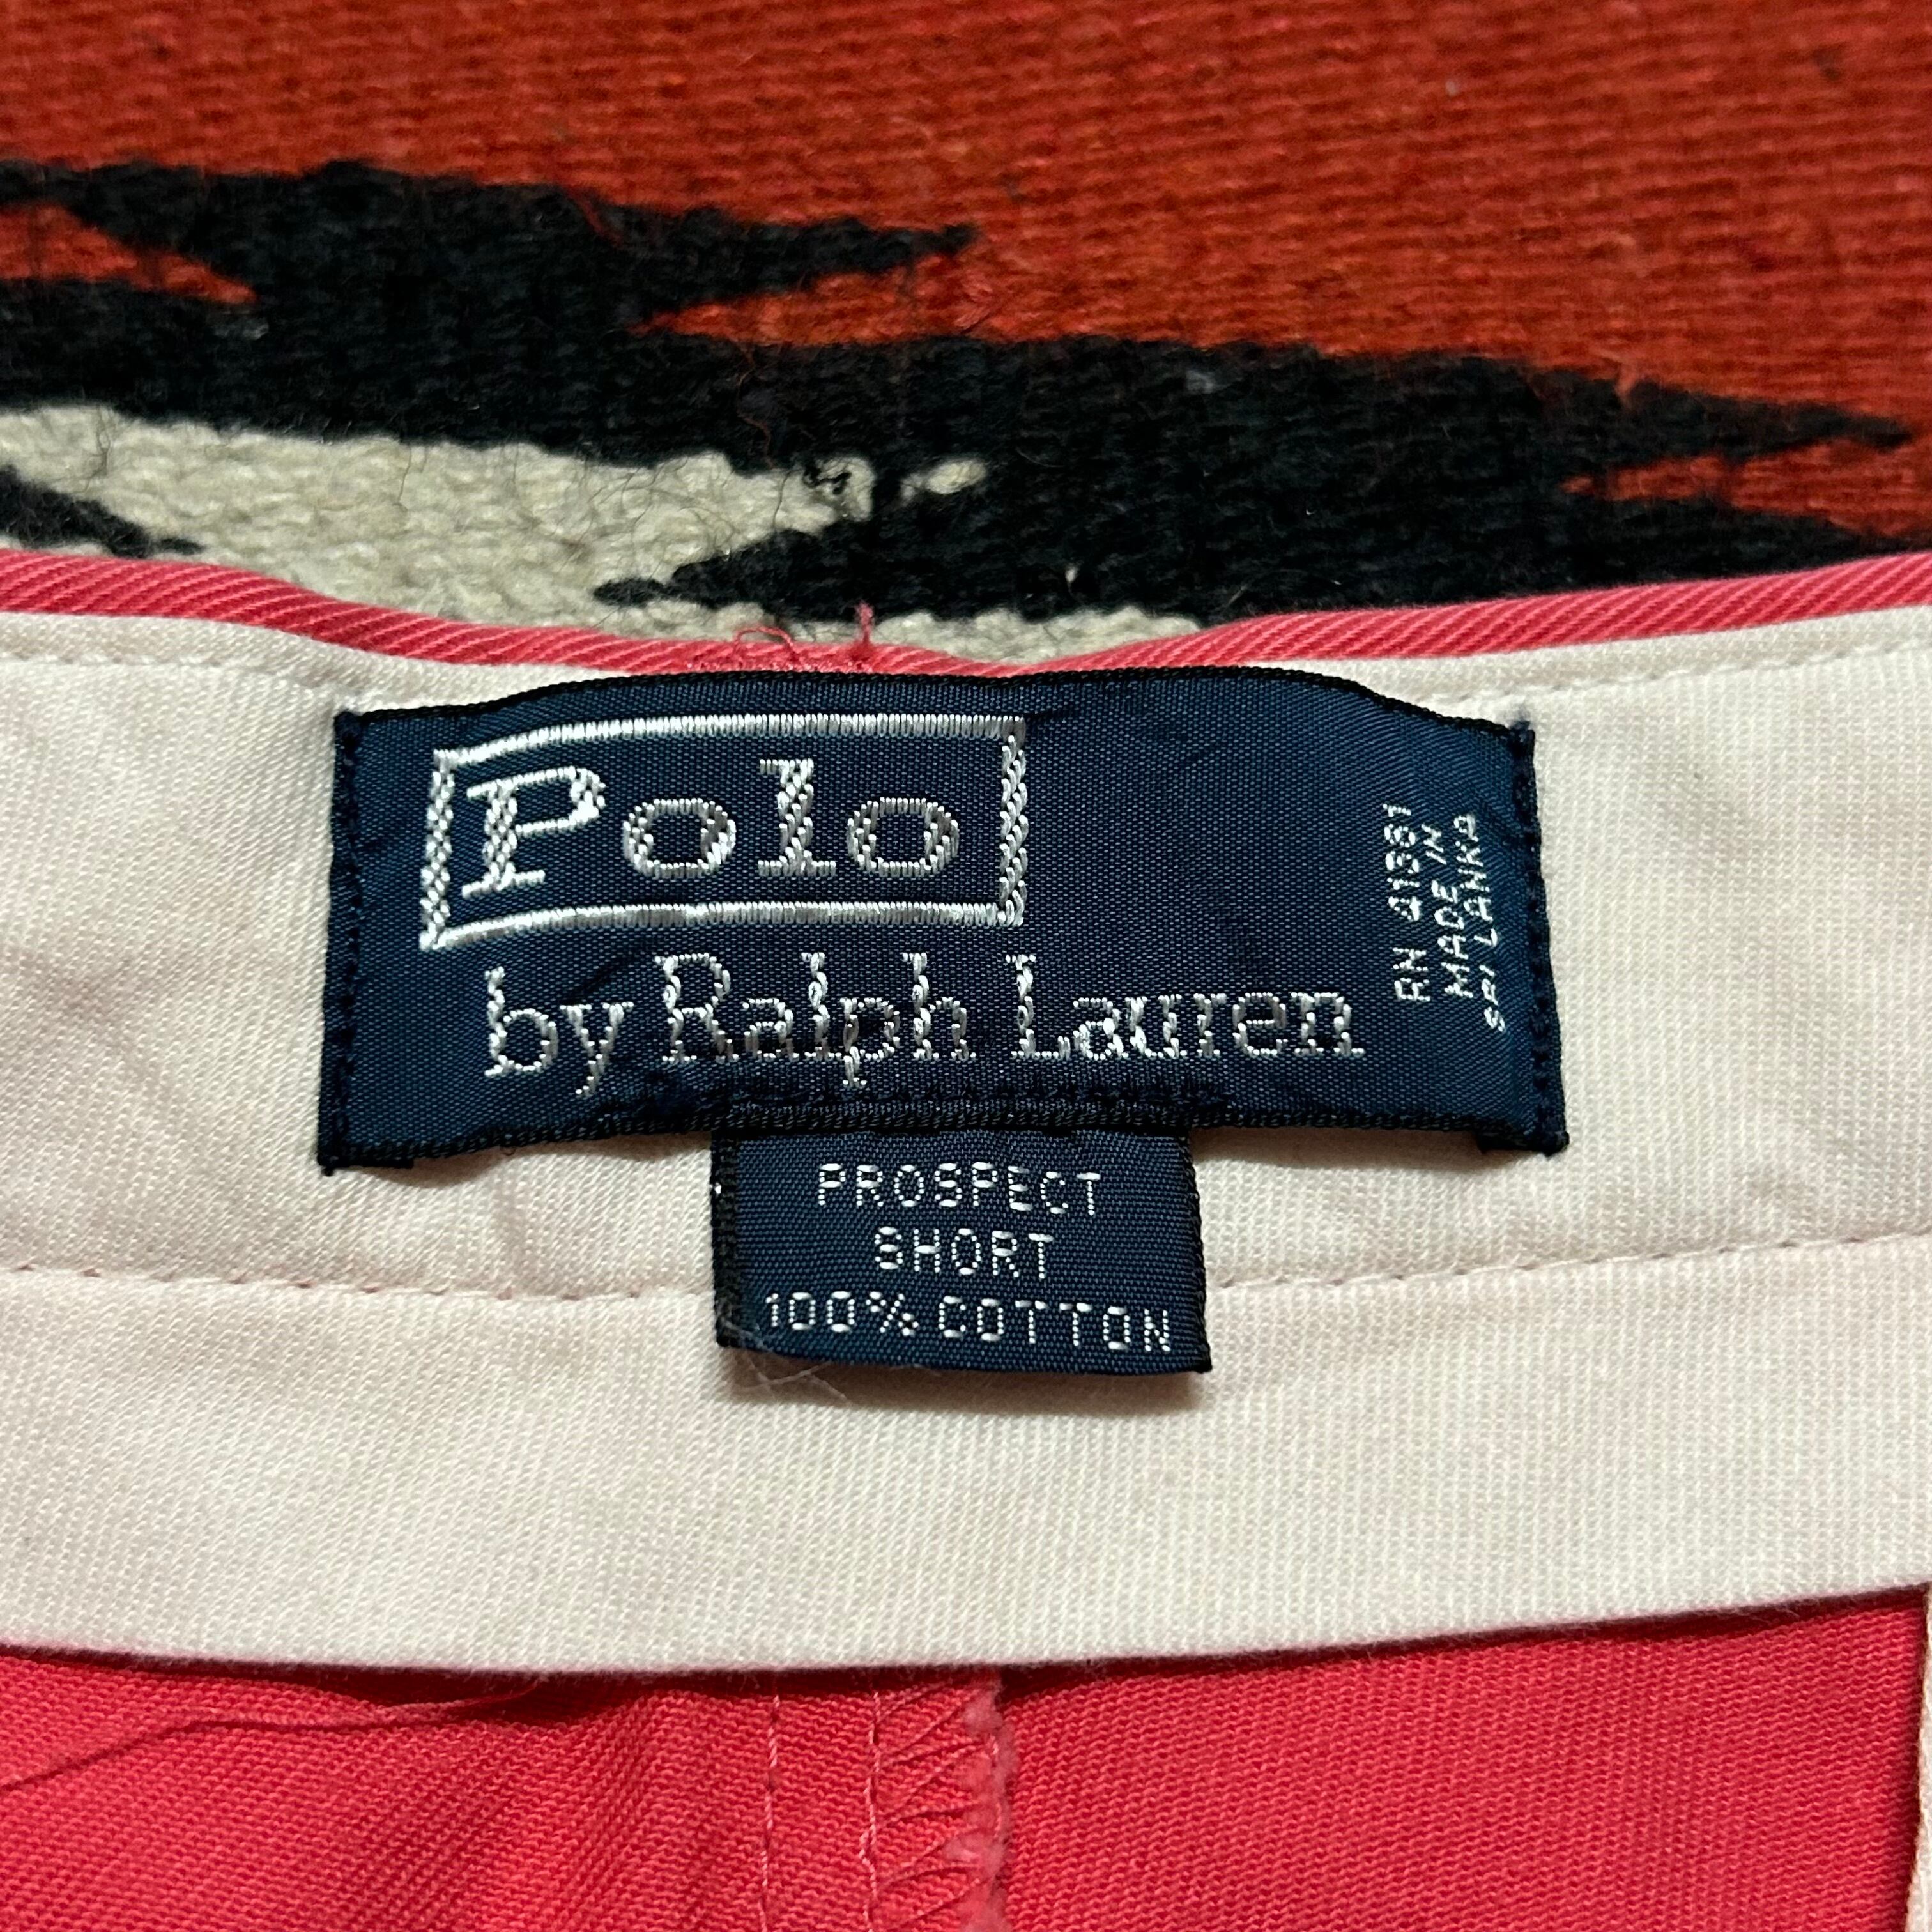 Polo
by Ralph Lauren
RN 41381
MADE IN
SRI LANKA
PROSPECT
SHORT
100% COTTON